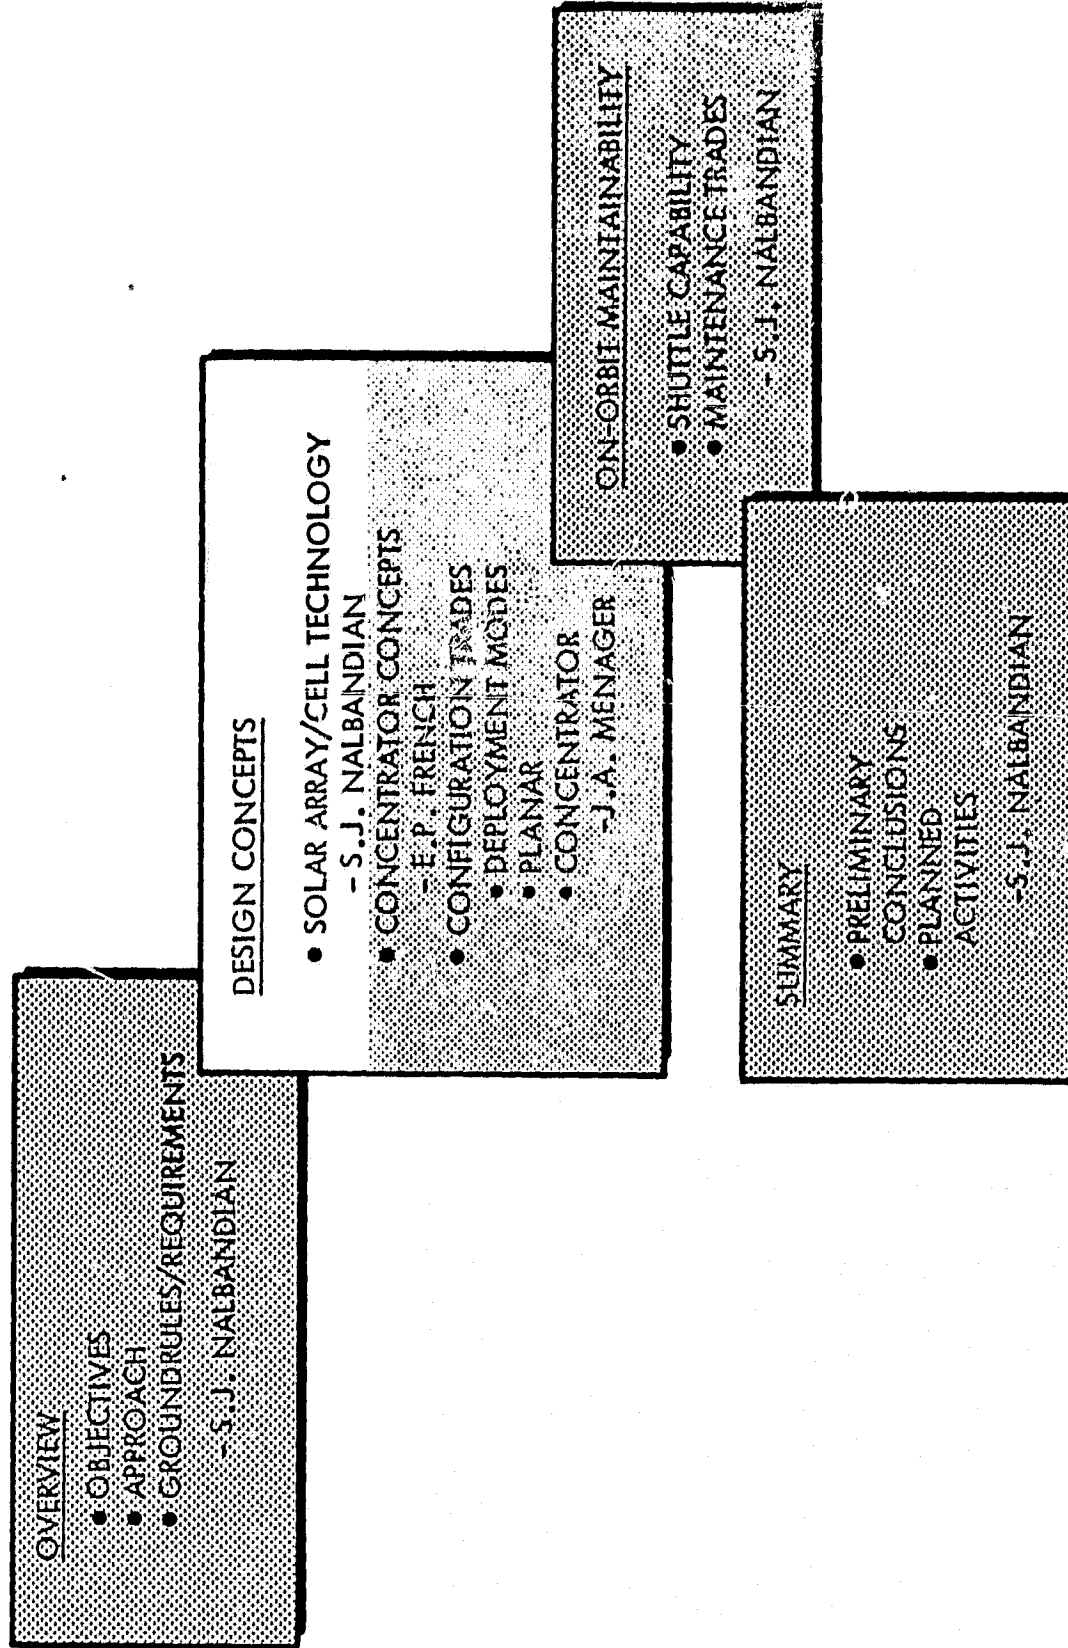 OVERVIEW
• OBJECTIVES
• APPROACH
• GROUNDRULES/REQUIREMENTS
-S.J. NALBANDIAN
DESIGN CONCEPTS
• SOLAR ARRAY/CELL TECHNOLOGY
-S.J. NALBANDIAN
• CONCENTRATOR CONCEPTS
-E.P. FRENCH
• CONFIGURATION TRADES
• DEPLOYMENT MODES
• PLANAR
• CONCENTRATOR
-J.A. MENAGER
ON-ORBIT MAINTAINABILITY
• SHUTTLE CAPABILITY
• MAINTENANCE TRADES
-S.J. NALBANDIAN
SUMMARY
• PRELIMINARY
CONCLUSIONS
• PLANNED
ACTIVITIES
-S.J. NALBANDIAN